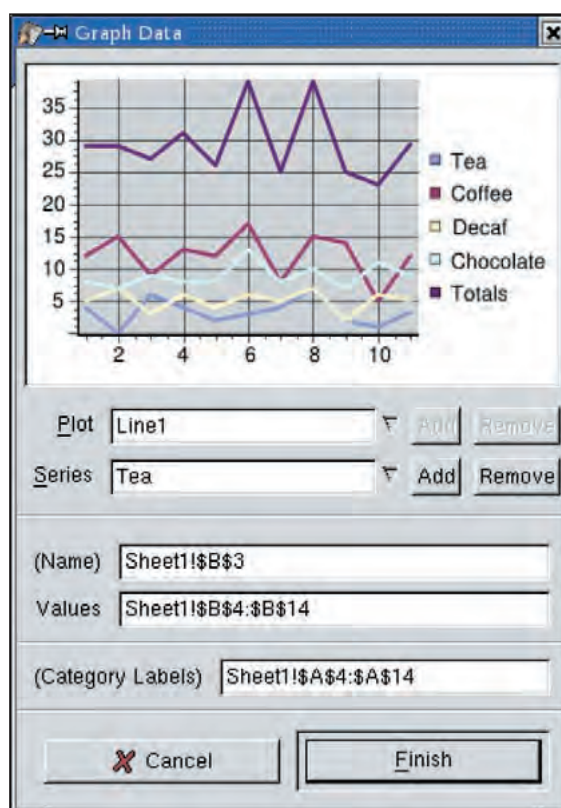 Graph Data
35
30
25
20
15
10
5
2 4 6 8 10
Tea
Coffee
Decaf
Chocolate
Totals
Plot Line1 Add Remove
Series Tea Add Remove
(Name) Sheet1!$B$3
Values Sheet1!$B$4:$B$14
(Category Labels) Sheet1!$A$4:$A$14
Cancel Finish